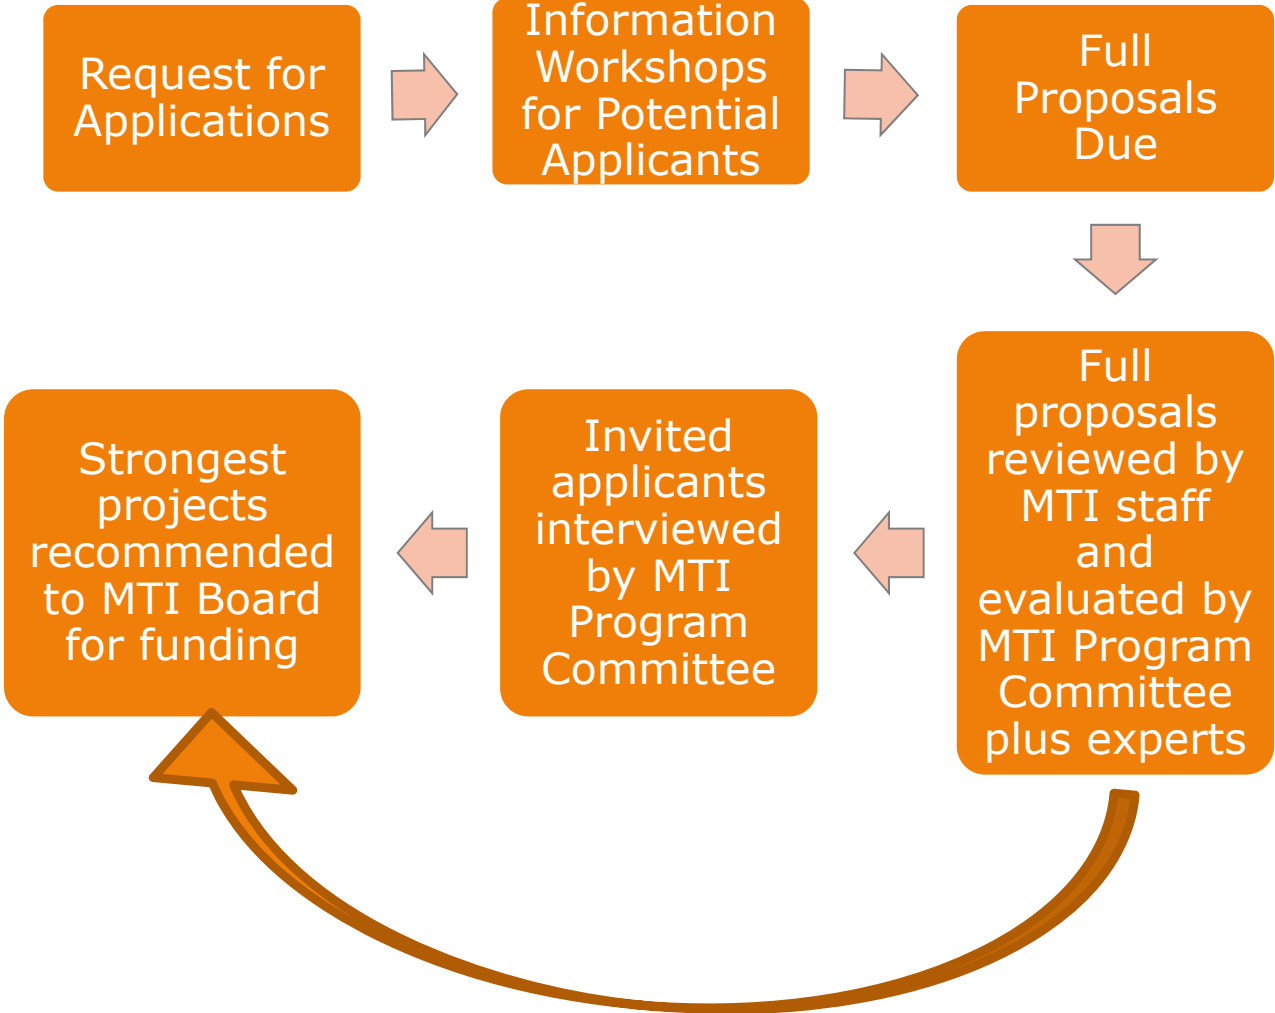 Request for
Applications
Information
Workshops
for Potential
Applicants
Full
Proposals
Due
Full
proposals
reviewed by
MTI staff
and
evaluated by
MTI Program
Committee
plus experts
Invited
applicants
interviewed
by MTI
Program
Committee
Strongest
projects
recommended
to MTI Board
for funding